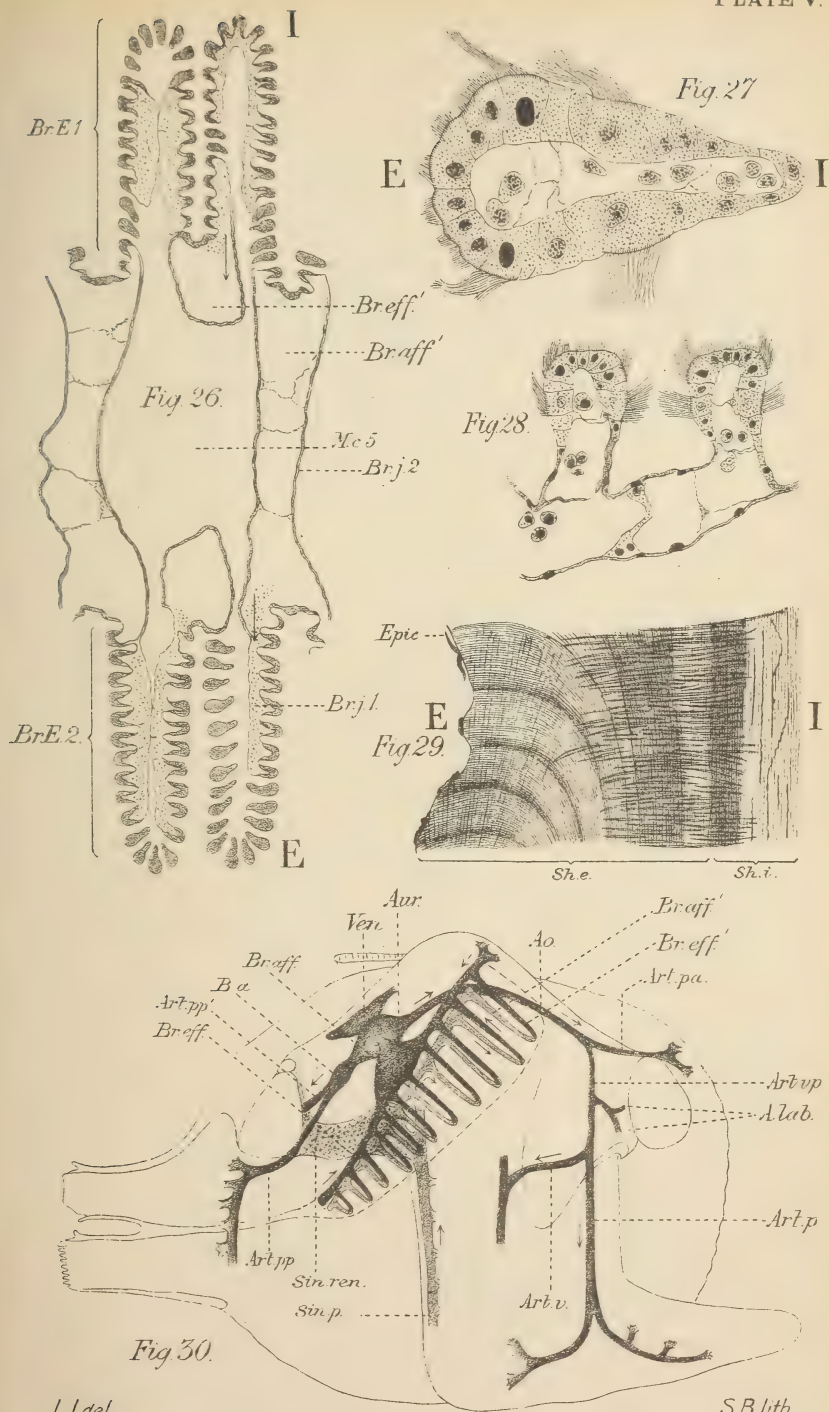 PLATE V.
I
Br.E.1
Br.eff.'
Br.aff.'
Fig. 26.
M.c 5
Br.j.2
Br.j.1.
Br.E.2.
E
Fig. 27
E
I
Fig. 28.
Epic
E
I
Fig. 29.
Sh.e.
Sh.i.
Aur.
Ven.
Br.aff.
B a.
Art.pp'
Br.eff.
Ao.
Br.aff.'
Br.eff.'
Art.pa.
Art.vp
A.lab.
Art.p
Art.v.
Art.pp
Sin.ren.
Sin.p.
Fig. 30.
S.B. lith.